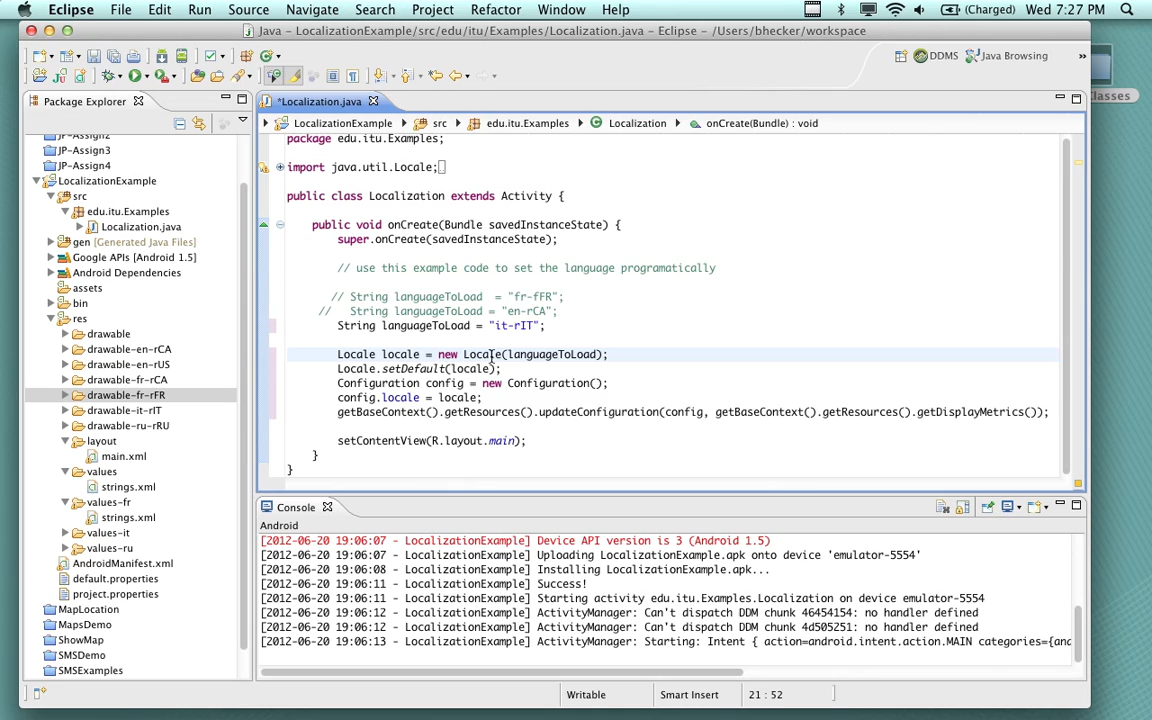 Eclipse File Edit Run Source Navigate Search Project Refactor Window Help (Charged) Wed 7:27 PM
Java – LocalizationExample/src/edu/itu/Examples/Localization.java – Eclipse – /Users/bhecker/workspace
DDMS Java Browsing »
Classes
Package Explorer
JP-Assign2
JP-Assign3
JP-Assign4
LocalizationExample
src
edu.itu.Examples
Localization.java
gen [Generated Java Files]
Google APIs [Android 1.5]
Android Dependencies
assets
bin
res
drawable
drawable-en-rCA
drawable-en-rUS
drawable-fr-rCA
drawable-fr-rFR
drawable-it-rIT
drawable-ru-rRU
layout
main.xml
values
strings.xml
values-fr
strings.xml
values-it
values-ru
AndroidManifest.xml
default.properties
project.properties
MapLocation
MapsDemo
ShowMap
SMSDemo
SMSExamples
*Localization.java
LocalizationExample src edu.itu.Examples Localization onCreate(Bundle) : void
package edu.itu.Examples;
import java.util.Locale;
public class Localization extends Activity {
public void onCreate(Bundle savedInstanceState) {
super.onCreate(savedInstanceState);
// use this example code to set the language programatically
// String languageToLoad  = "fr-fFR";
//   String languageToLoad = "en-rCA";
String languageToLoad = "it-rIT";
Locale locale = new Locale(languageToLoad);
Locale.setDefault(locale);
Configuration config = new Configuration();
config.locale = locale;
getBaseContext().getResources().updateConfiguration(config, getBaseContext().getResources().getDisplayMetrics());
setContentView(R.layout.main);
}
}
Console
Android
[2012-06-20 19:06:07 - LocalizationExample] Device API version is 3 (Android 1.5)
[2012-06-20 19:06:07 - LocalizationExample] Uploading LocalizationExample.apk onto device 'emulator-5554'
[2012-06-20 19:06:08 - LocalizationExample] Installing LocalizationExample.apk...
[2012-06-20 19:06:11 - LocalizationExample] Success!
[2012-06-20 19:06:11 - LocalizationExample] Starting activity edu.itu.Examples.Localization on device emulator-5554
[2012-06-20 19:06:12 - LocalizationExample] ActivityManager: Can't dispatch DDM chunk 46454154: no handler defined
[2012-06-20 19:06:12 - LocalizationExample] ActivityManager: Can't dispatch DDM chunk 4d505251: no handler defined
[2012-06-20 19:06:13 - LocalizationExample] ActivityManager: Starting: Intent { action=android.intent.action.MAIN categories={and
Writable Smart Insert 21 : 52